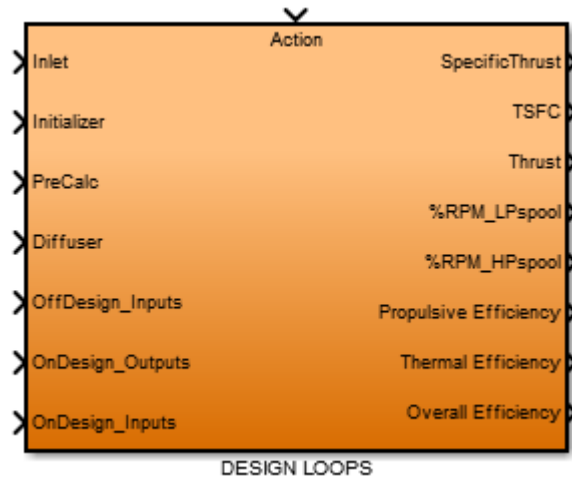 Action
Inlet
SpecificThrust
Initializer
TSFC
Thrust
PreCalc
%RPM_LPspool
Diffuser
%RPM_HPspool
OffDesign_Inputs
Propulsive Efficiency
OnDesign_Outputs
Thermal Efficiency
OnDesign_Inputs
Overall Efficiency
DESIGN LOOPS